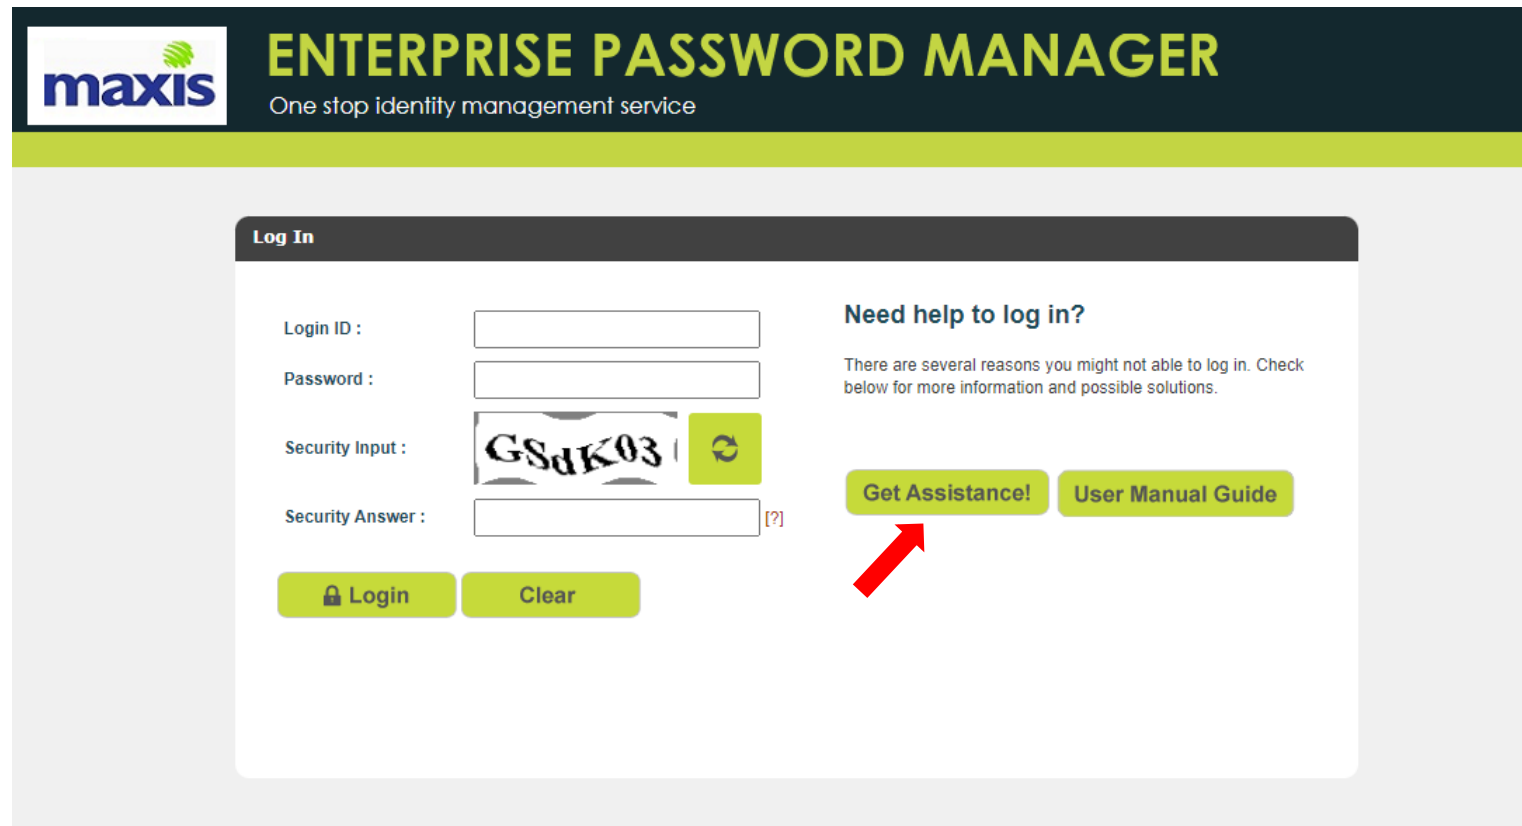 maxis
ENTERPRISE PASSWORD MANAGER
One stop identity management service
Log In
Login ID :
Password :
Security Input :
GSdK03
Security Answer :
[?]
Login
Clear
Need help to log in?
There are several reasons you might not able to log in. Check
below for more information and possible solutions.
Get Assistance!
User Manual Guide